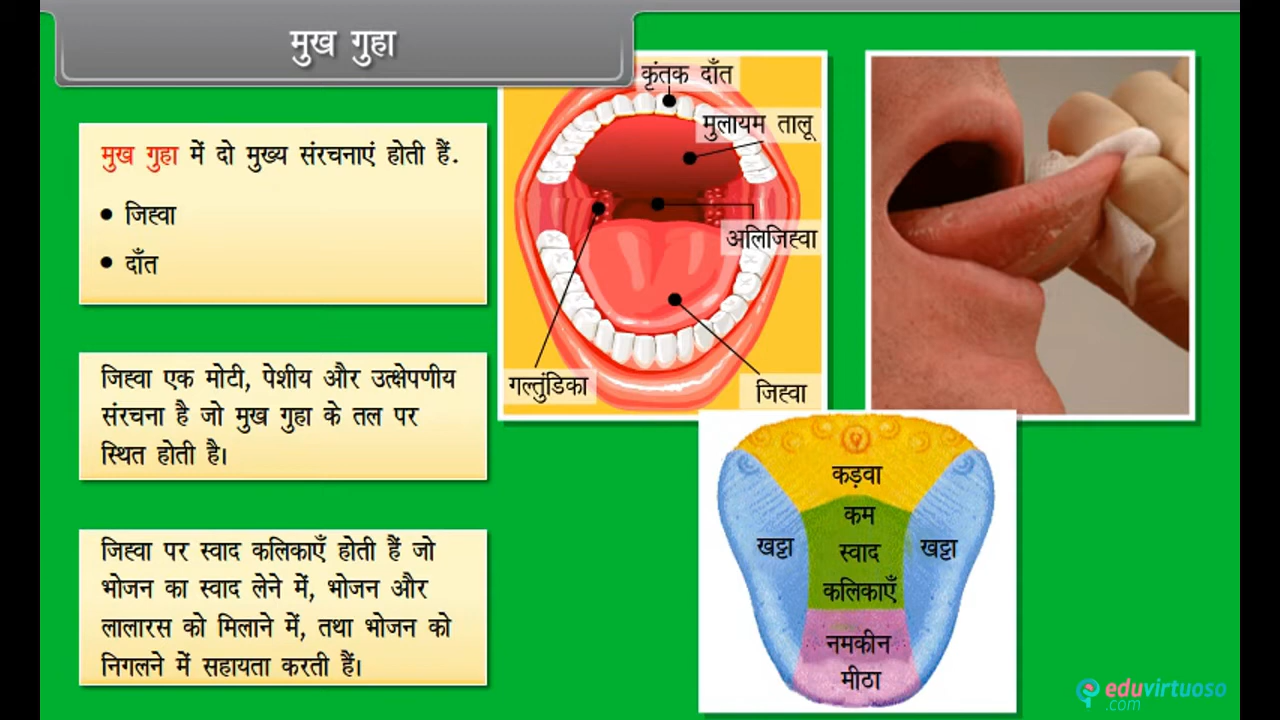 मुख गुहा
मुख गुहा में दो मुख्य संरचनाएं होती हैं.
• जिह्वा
• दाँत
जिह्वा एक मोटी, पेशीय और उत्क्षेपणीय
संरचना है जो मुख गुहा के तल पर
स्थित होती है।
जिह्वा पर स्वाद कलिकाएँ होती हैं जो
भोजन का स्वाद लेने में, भोजन और
लालारस को मिलाने में, तथा भोजन को
निगलने में सहायता करती हैं।
कृंतक दाँत
मुलायम तालू
अलिजिह्वा
गल्तुंडिका
जिह्वा
कड़वा
कम
स्वाद
कलिकाएँ
खट्टा
खट्टा
नमकीन
मीठा
eduvirtuoso
.com